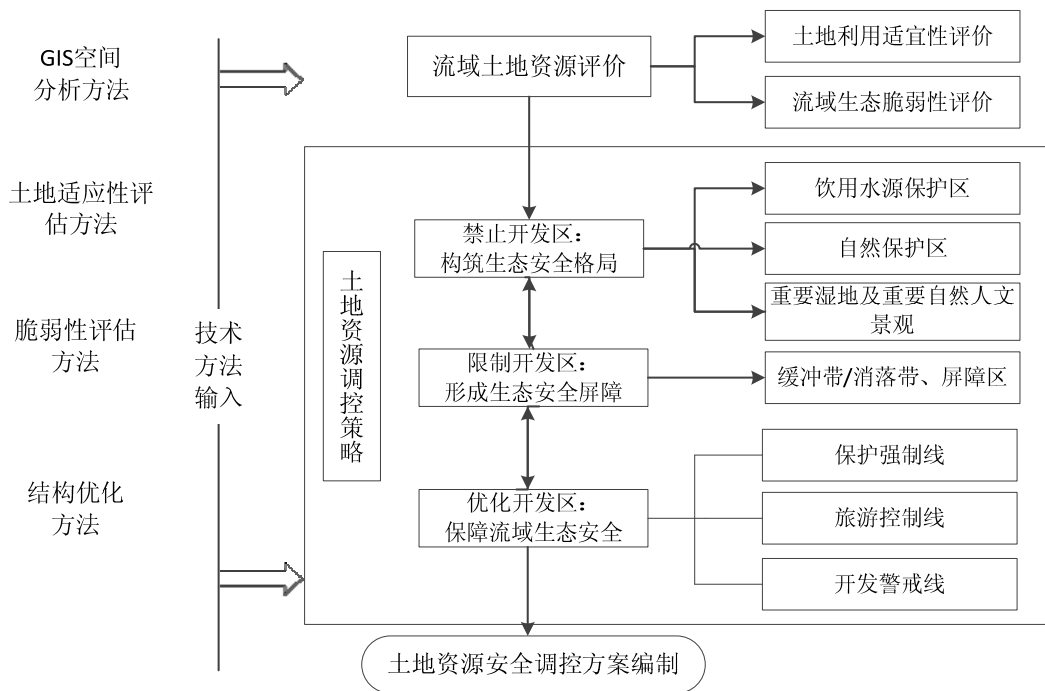 GIS空间
分析方法
土地适应性评
估方法
脆弱性评估
方法
结构优化
方法
技术
方法
输入
流域土地资源评价
土地利用适宜性评价
流域生态脆弱性评价
土地资源调控策略
禁止开发区：
构筑生态安全格局
饮用水源保护区
自然保护区
重要湿地及重要自然人文
景观
限制开发区：
形成生态安全屏障
缓冲带/消落带、屏障区
优化开发区：
保障流域生态安全
保护强制线
旅游控制线
开发警戒线
土地资源安全调控方案编制